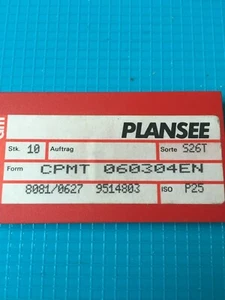 PLANSEE
Stk. 10 Auftrag Sorte S26T
Form CPMT 060304EN
8081/0627 9514803 ISO P25